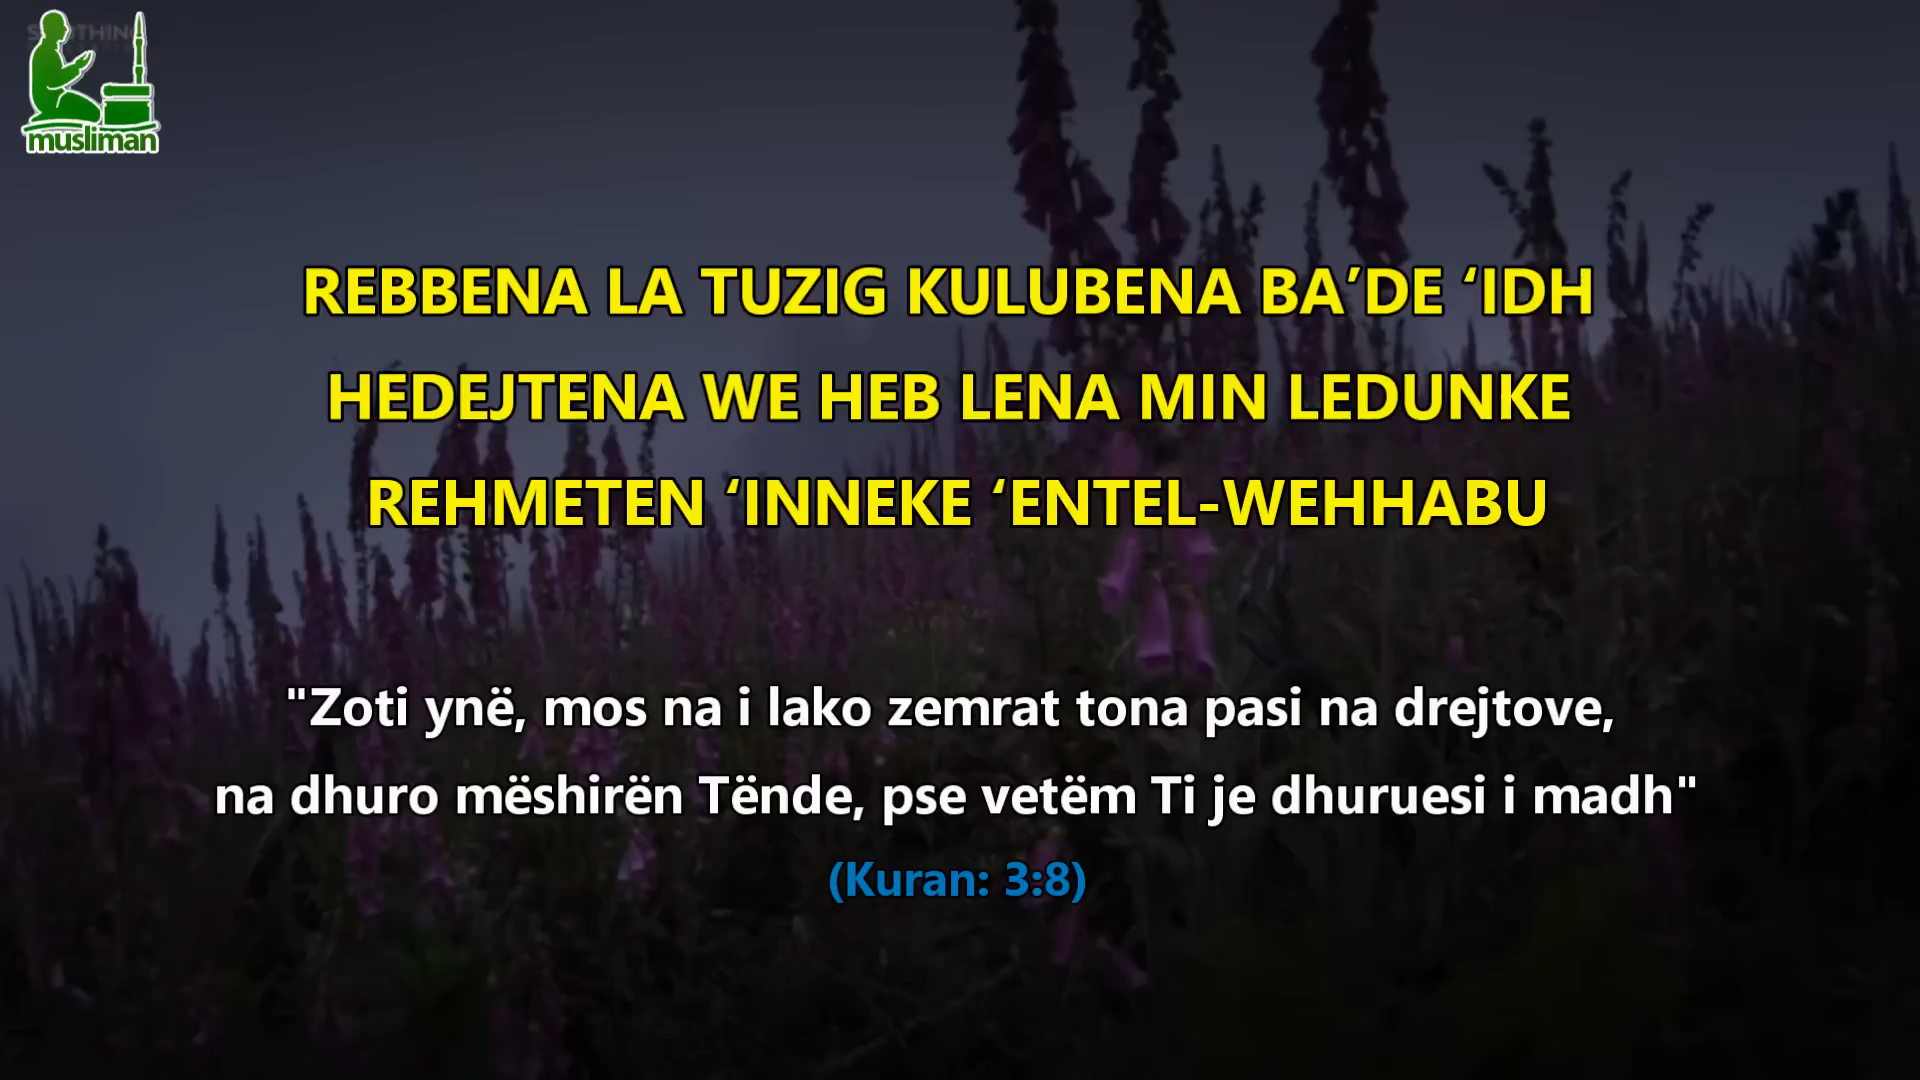 musliman
REBBENA LA TUZIG KULUBENA BA’DE ‘IDH
HEDEJTENA WE HEB LENA MIN LEDUNKE
REHMETEN ‘INNEKE ‘ENTEL-WEHHABU
"Zoti ynë, mos na i lako zemrat tona pasi na drejtove,
na dhuro mëshirën Tënde, pse vetëm Ti je dhuruesi i madh"
(Kuran: 3:8)